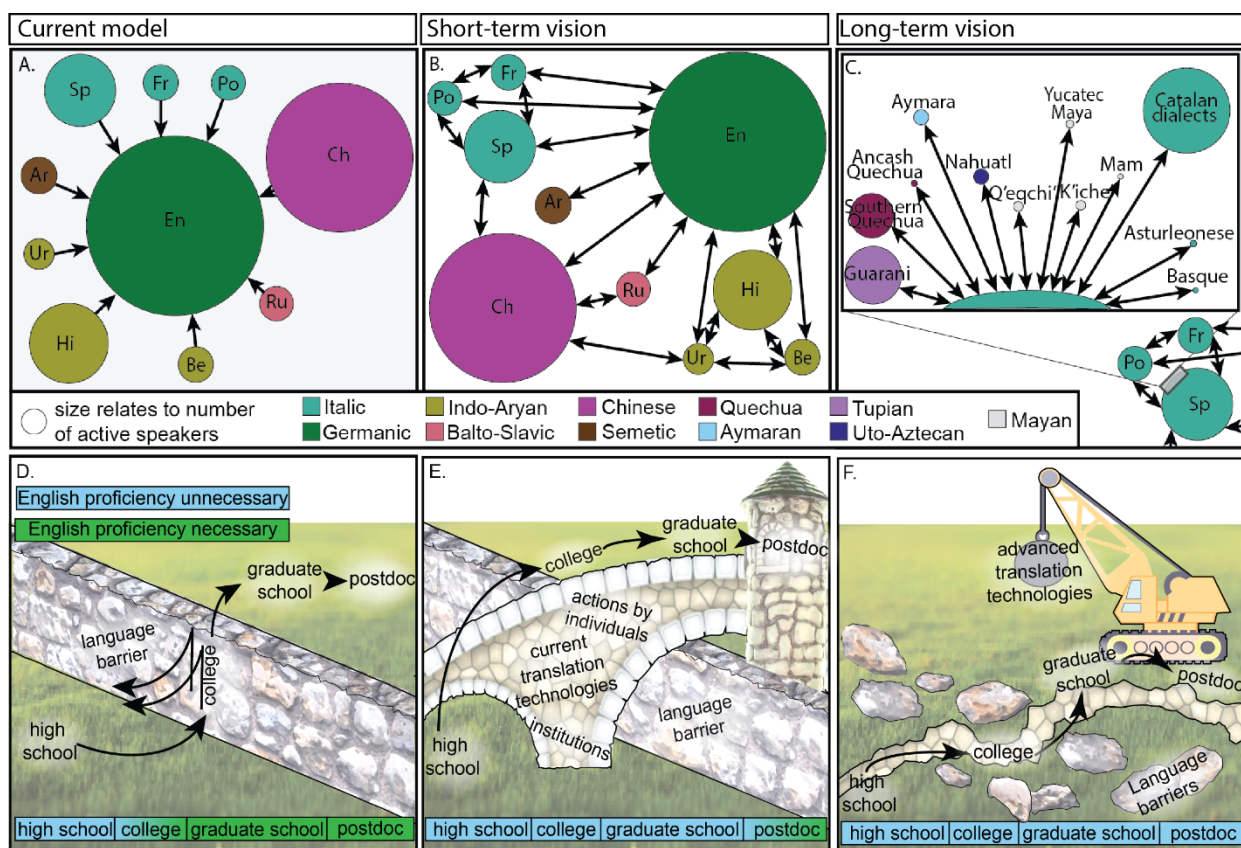 Current model
Short-term vision
Long-term vision
A.
Sp
Fr
Po
Ch
Ar
En
Ur
Ru
Hi
Be
B.
Fr
Po
En
Sp
Ar
Ch
Ru
Hi
Ur
Be
C.
Aymara
Yucatec
Maya
Catalan
dialects
Ancash
Quechua
Nahuatl
Mam
Q'eqchi'
K'iche'
Southern
Quechua
Asturleonese
Guarani
Basque
Fr
Po
Sp
size relates to number
of active speakers
Italic
Indo-Aryan
Chinese
Quechua
Tupian
Mayan
Germanic
Balto-Slavic
Semetic
Aymaran
Uto-Aztecan
D.
English proficiency unnecessary
English proficiency necessary
graduate
school
postdoc
language
barrier
college
high
school
high school
college
graduate school
postdoc
E.
graduate
school
college
postdoc
actions by
individuals
current
translation
technologies
institutions
language
barrier
high
school
high school
college
graduate school
postdoc
F.
advanced
translation
technologies
graduate
school
postdoc
college
high
school
Language
barriers
high school
college
graduate school
postdoc